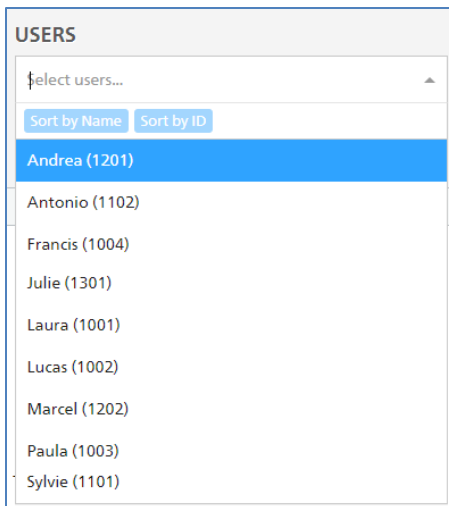 USERS
Select users...
Sort by Name Sort by ID
Andrea (1201)
Antonio (1102)
Francis (1004)
Julie (1301)
Laura (1001)
Lucas (1002)
Marcel (1202)
Paula (1003)
Sylvie (1101)